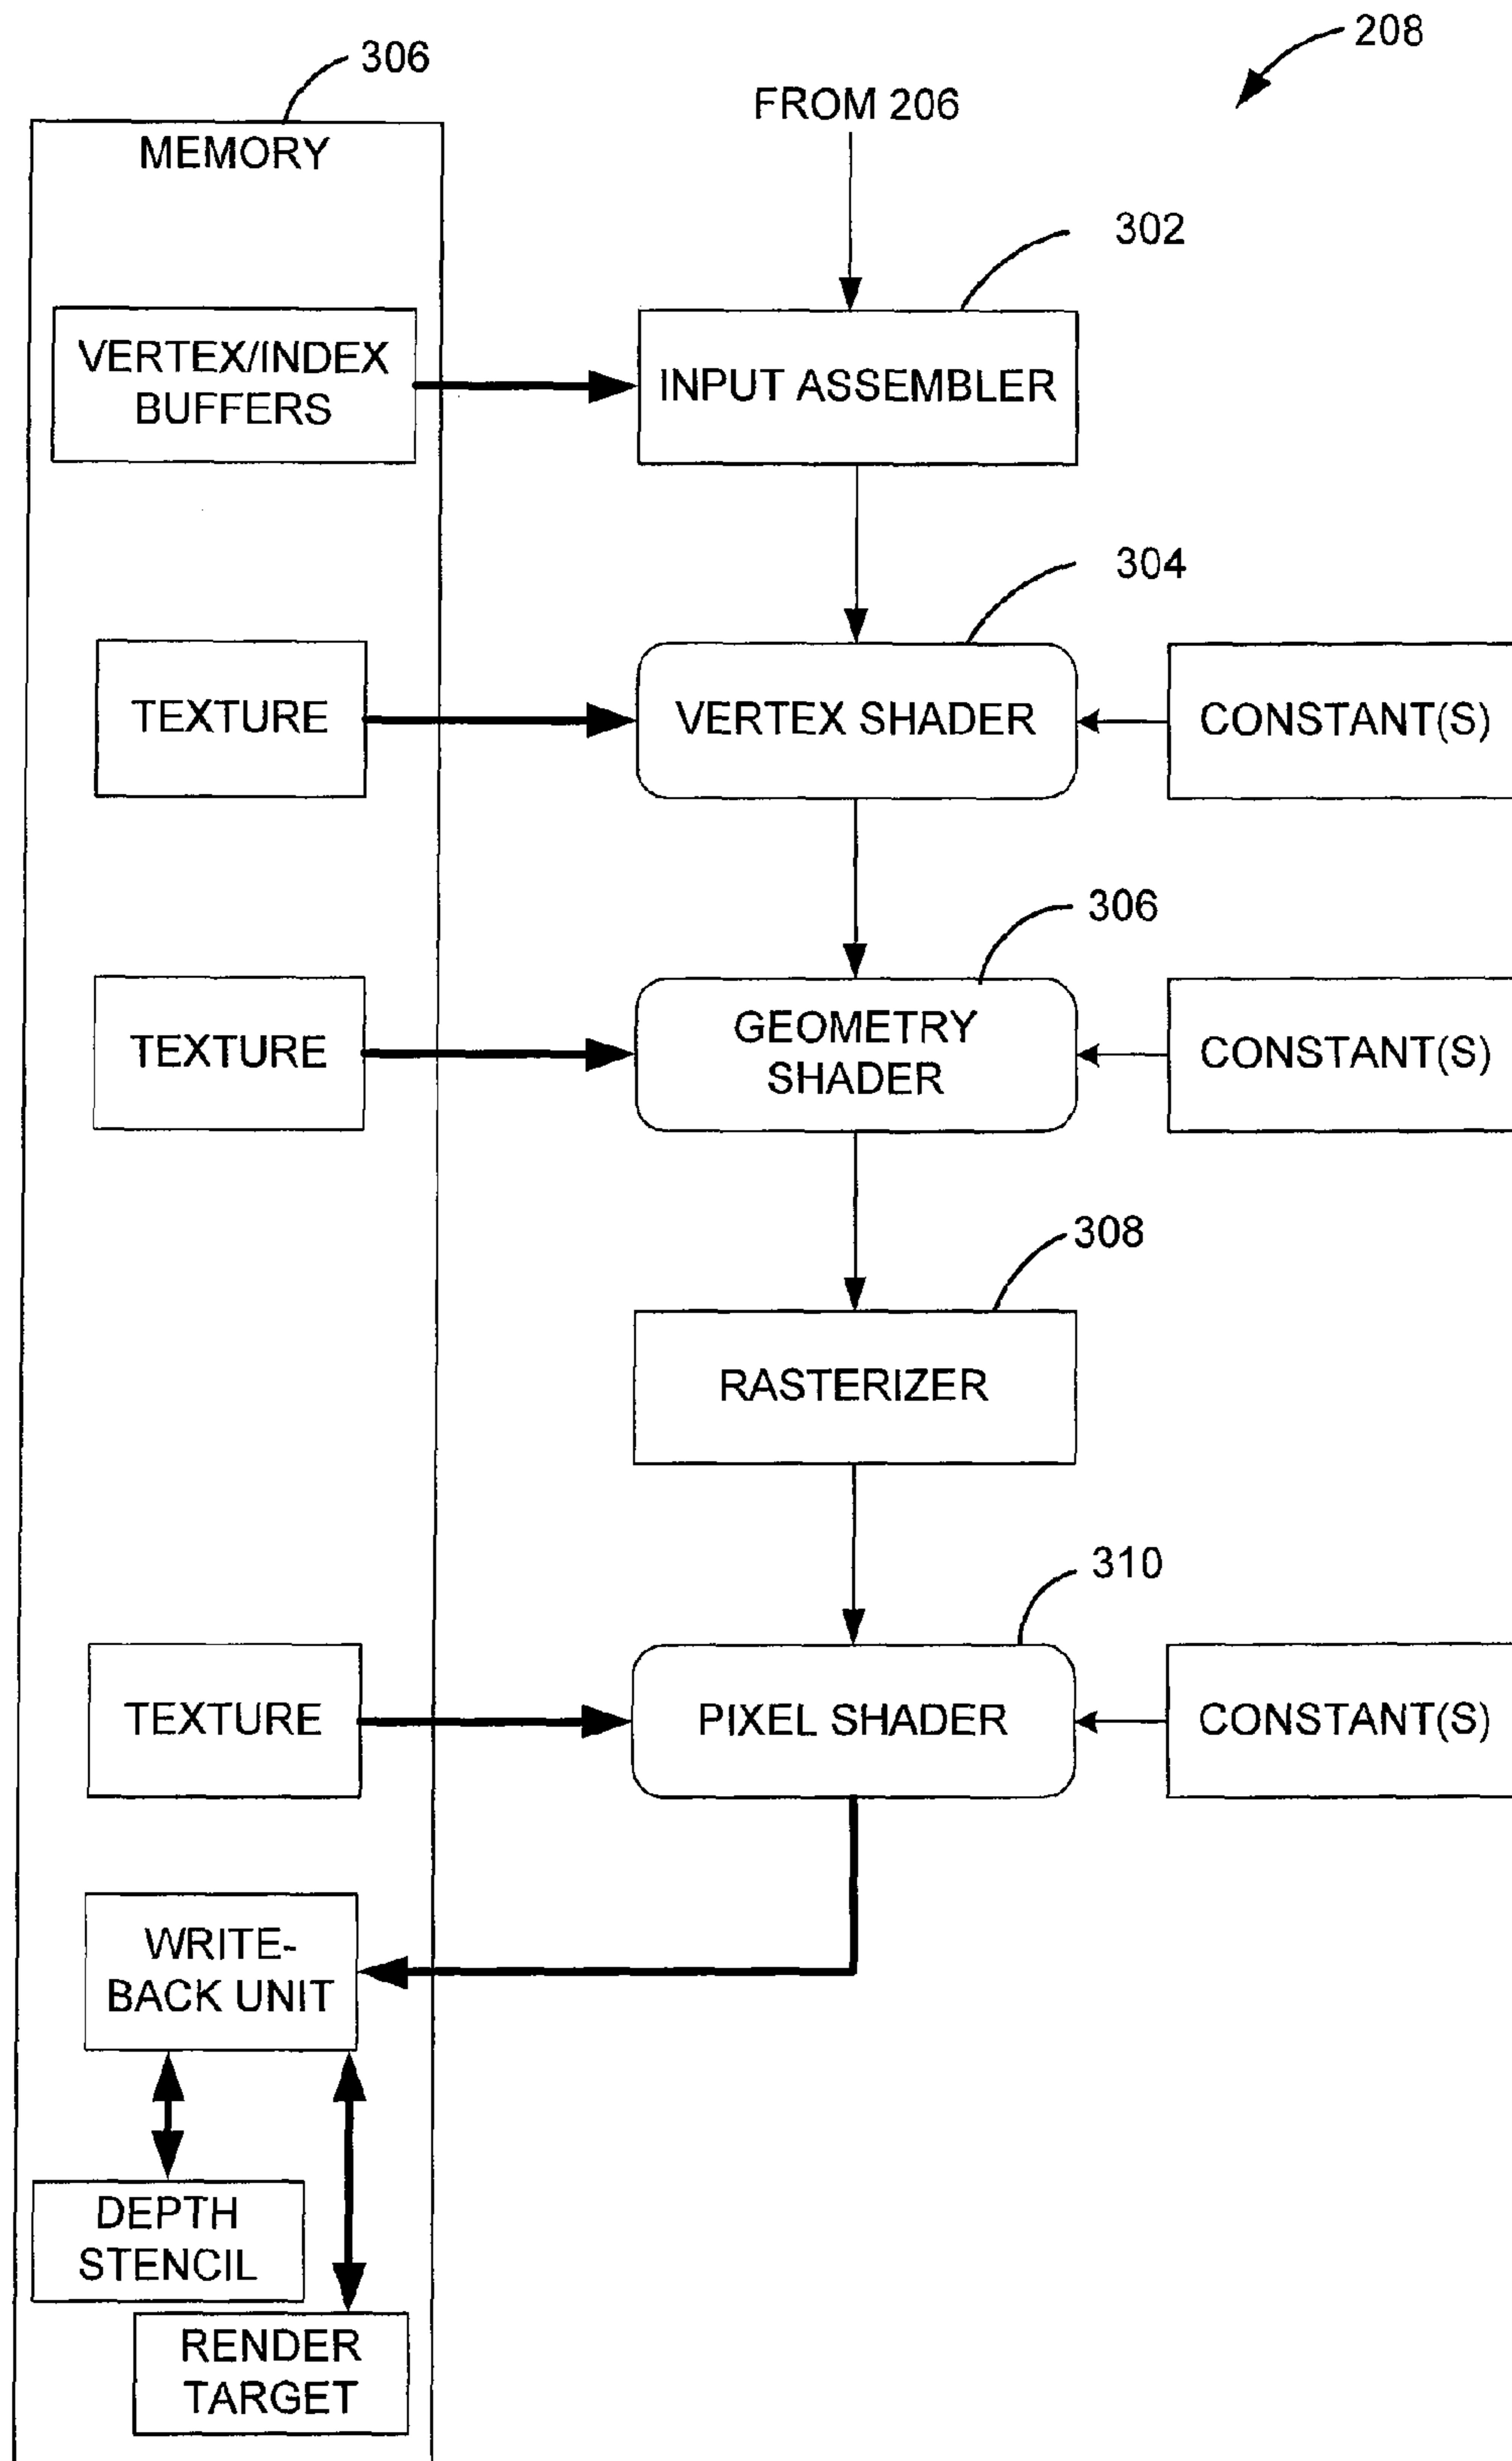 208
306
FROM 206
MEMORY
302
VERTEX/INDEX
BUFFERS
INPUT ASSEMBLER
304
TEXTURE
VERTEX SHADER
CONSTANT(S)
306
TEXTURE
GEOMETRY
SHADER
CONSTANT(S)
308
RASTERIZER
310
TEXTURE
PIXEL SHADER
CONSTANT(S)
WRITE-
BACK UNIT
DEPTH
STENCIL
RENDER
TARGET